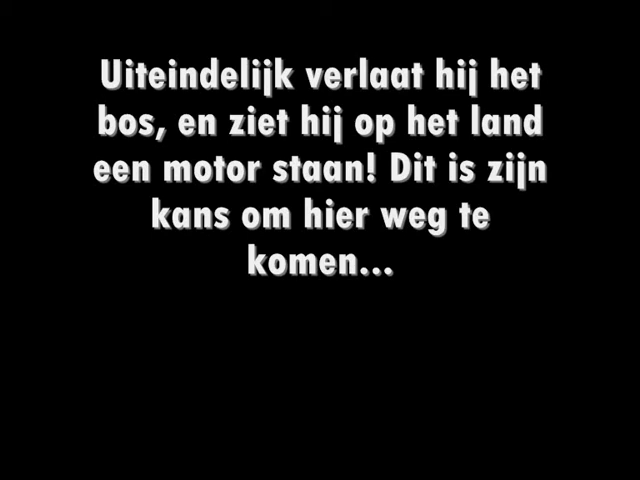 Uiteindelijk verlaat hij het
bos, en ziet hij op het land
een motor staan! Dit is zijn
kans om hier weg te
komen...